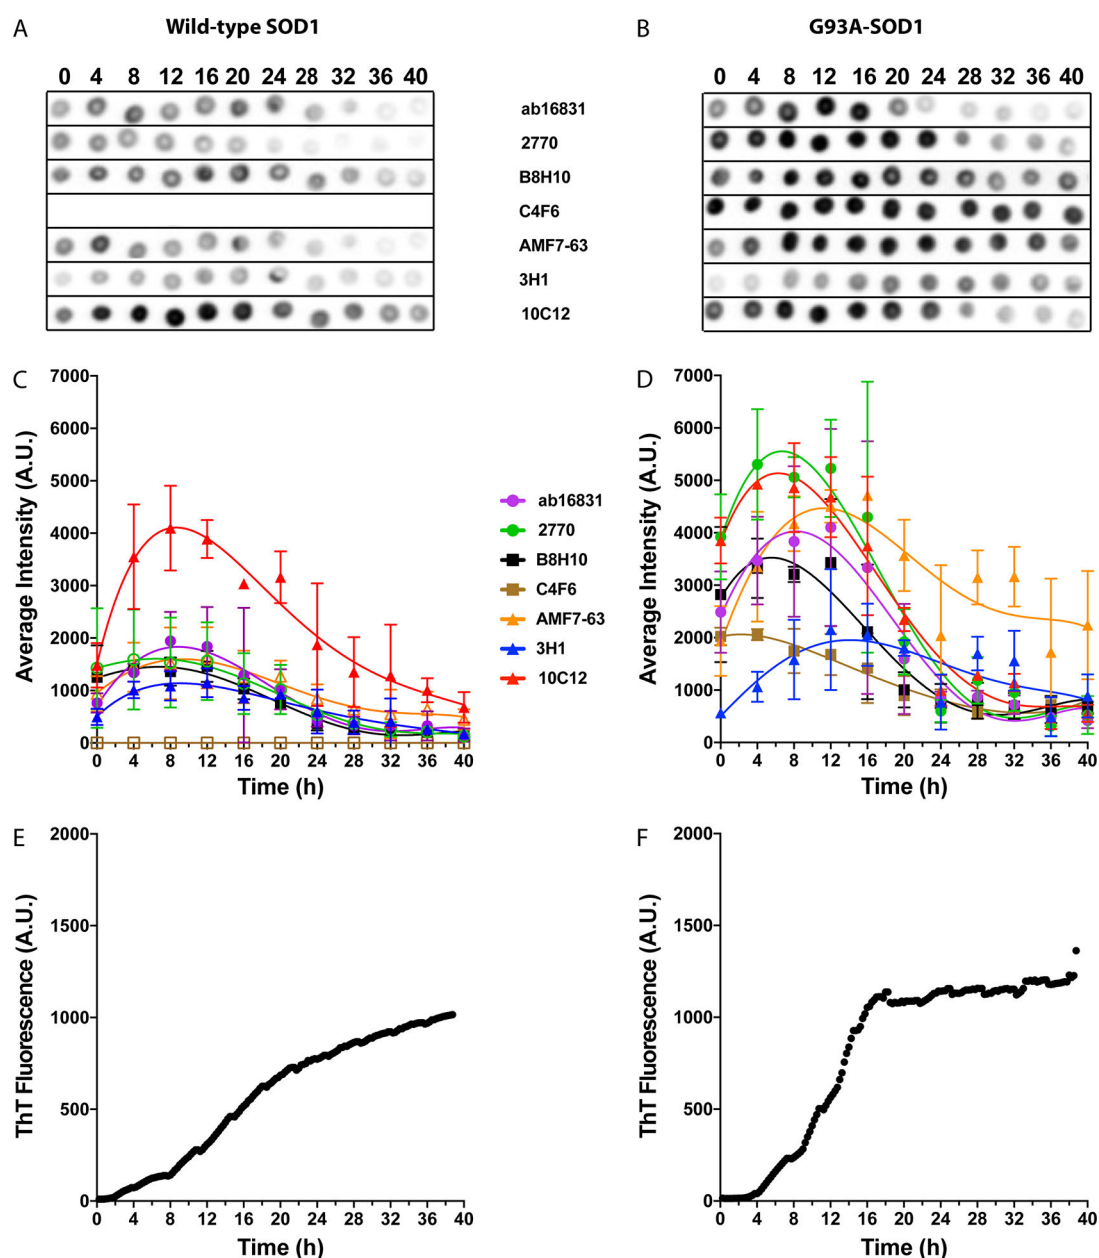 A
Wild-type SOD1
B
G93A-SOD1
0 4 8 12 16 20 24 28 32 36 40
0 4 8 12 16 20 24 28 32 36 40
ab16831
2770
B8H10
C4F6
AMF7-63
3H1
10C12
C
7000
6000
5000
4000
3000
2000
1000
0
Average Intensity (A.U.)
0 4 8 12 16 20 24 28 32 36 40
Time (h)
ab16831
2770
B8H10
C4F6
AMF7-63
3H1
10C12
D
7000
6000
5000
4000
3000
2000
1000
0
Average Intensity (A.U.)
0 4 8 12 16 20 24 28 32 36 40
Time (h)
E
2000
1500
1000
500
0
ThT Fluorescence (A.U.)
0 4 8 12 16 20 24 28 32 36 40
Time (h)
F
2000
1500
1000
500
0
ThT Fluorescence (A.U.)
0 4 8 12 16 20 24 28 32 36 40
Time (h)